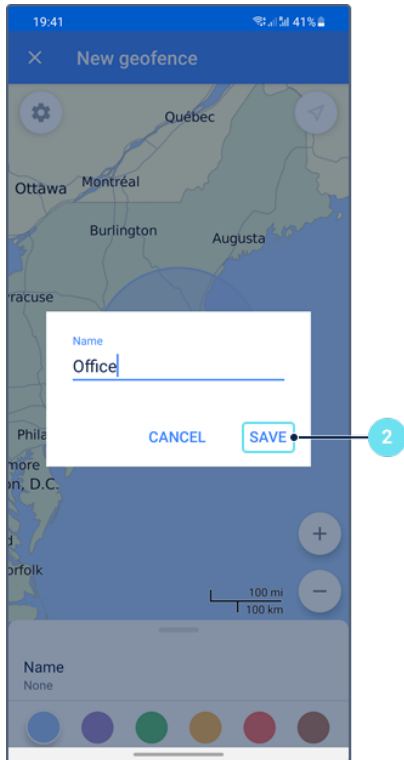 19:41 41%
New geofence
Québec
Ottawa
Montréal
Burlington
Augusta
racuse
Name
Office
Phila
CANCEL
SAVE
2
more
on, D.C.
orfolk
+
−
100 mi
100 km
Name
None